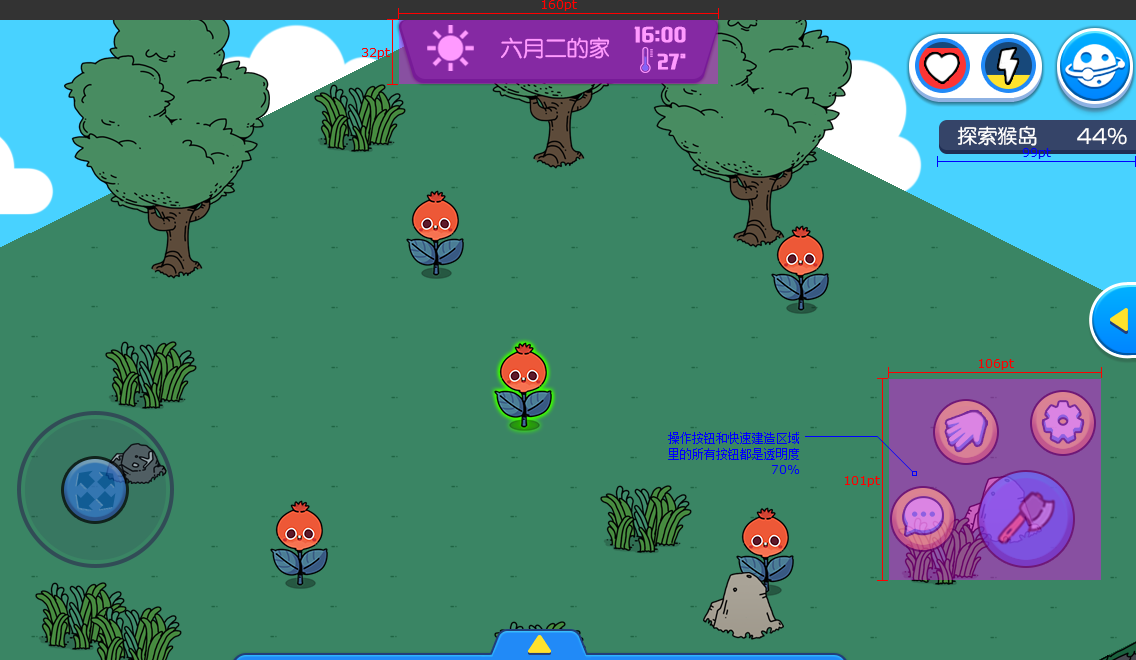 160pt
32pt
六月二的家
16:00
27°
探索猴岛 44%
99pt
106pt
操作按钮和快速建造区域
里的所有按钮都是透明度
70%
101pt